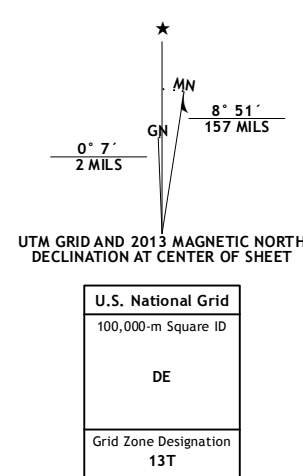 ★
MN
8° 51´
157 MILS
GN
0° 7´
2 MILS
UTM GRID AND 2013 MAGNETIC NORTH
DECLINATION AT CENTER OF SHEET
U.S. National Grid
100,000-m Square ID
DE
Grid Zone Designation
13T